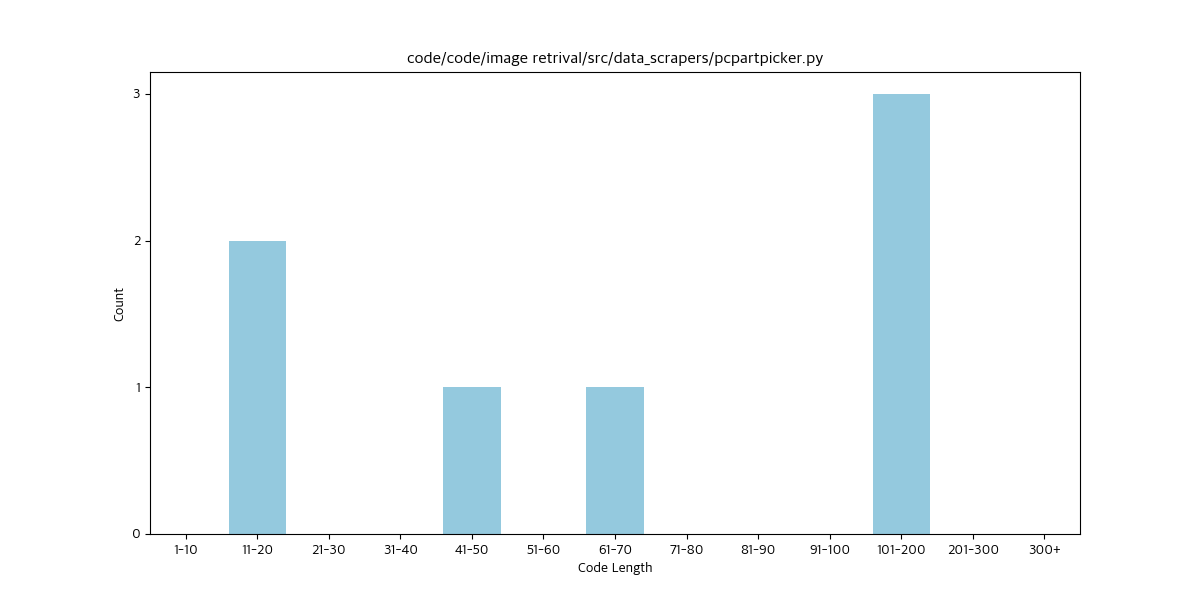 code/code/image retrival/src/data_scrapers/pcpartpicker.py
3
2
1
0
Count
1-10 11-20 21-30 31-40 41-50 51-60 61-70 71-80 81-90 91-100 101-200 201-300 300+
Code Length